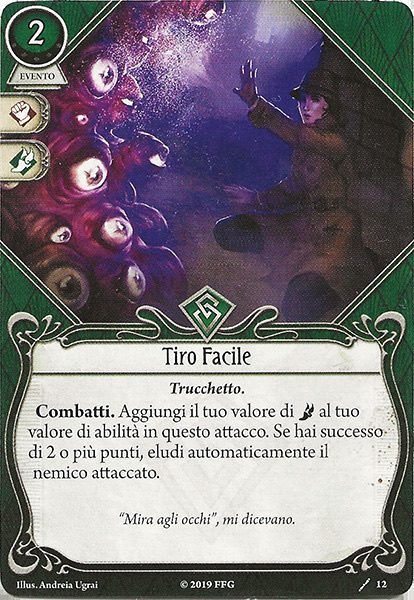 2
EVENTO
Tiro Facile
Trucchetto.
Combatti. Aggiungi il tuo valore di al tuo
valore di abilità in questo attacco. Se hai successo
di 2 o più punti, eludi automaticamente il
nemico attaccato.
“Mira agli occhi”, mi dicevano.
Illus. Andreia Ugrai
© 2019 FFG
12